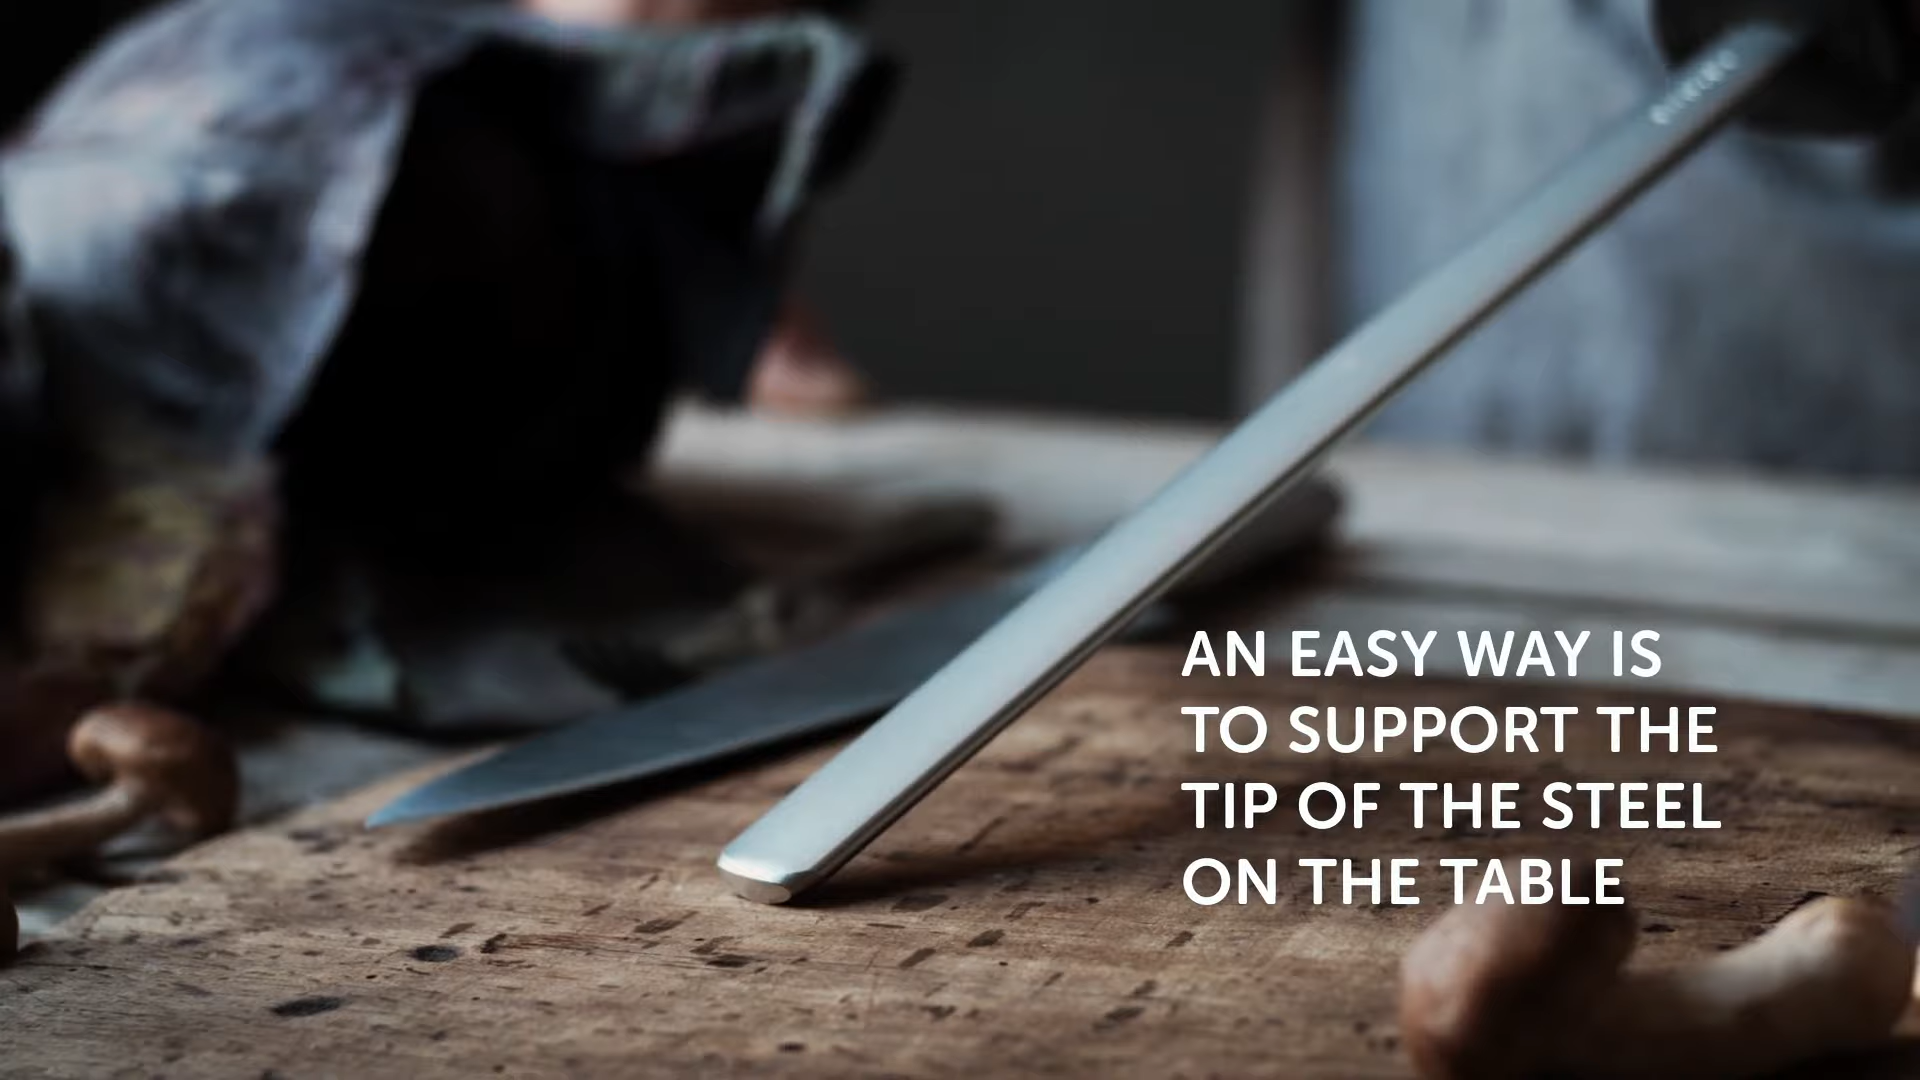 AN EASY WAY IS
TO SUPPORT THE
TIP OF THE STEEL
ON THE TABLE